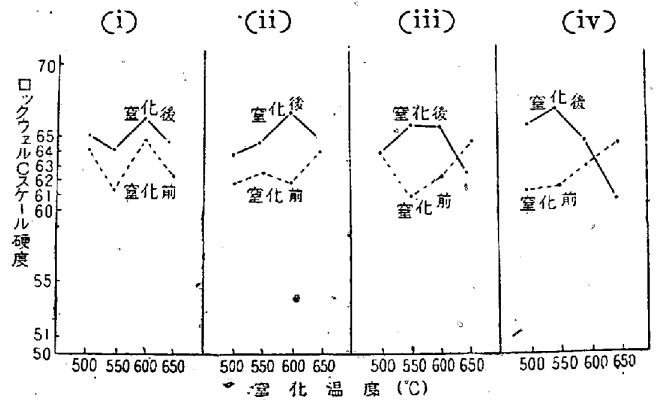 (i) (ii) (iii) (iv)
ロックウェルCスケール硬度
70
65
64
63
62
61
60
55
51
50
窒化後
窒化前
窒化後
窒化前
窒化後
窒化前
窒化後
窒化前
500 550 600 650 500 550 600 650 500 550 600 650 500 550 600 650
窒化温度(℃)